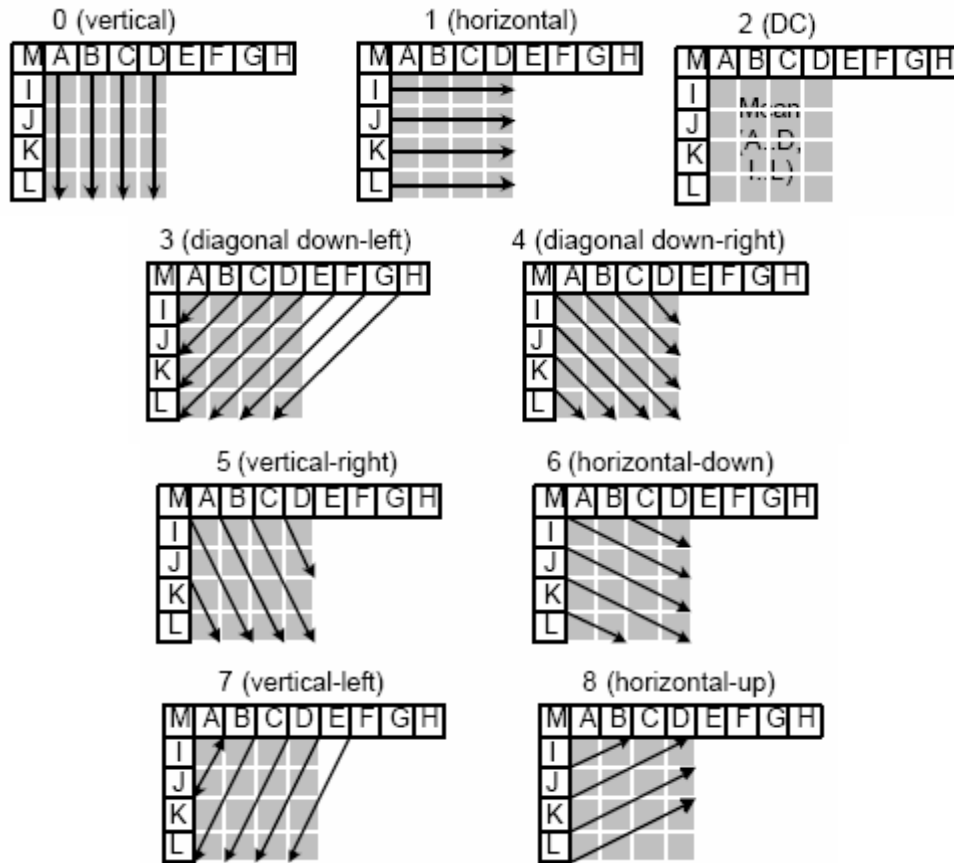 0 (vertical)
1 (horizontal)
2 (DC)
M A B C D E F G H
I
J
K
L
M A B C D E F G H
I
J
K
L
M A B C D E F G H
I
J
K
L
Mean
(A..D,
I..L)
3 (diagonal down-left)
4 (diagonal down-right)
M A B C D E F G H
I
J
K
L
M A B C D E F G H
I
J
K
L
5 (vertical-right)
6 (horizontal-down)
M A B C D E F G H
I
J
K
L
M A B C D E F G H
I
J
K
L
7 (vertical-left)
8 (horizontal-up)
M A B C D E F G H
I
J
K
L
M A B C D E F G H
I
J
K
L